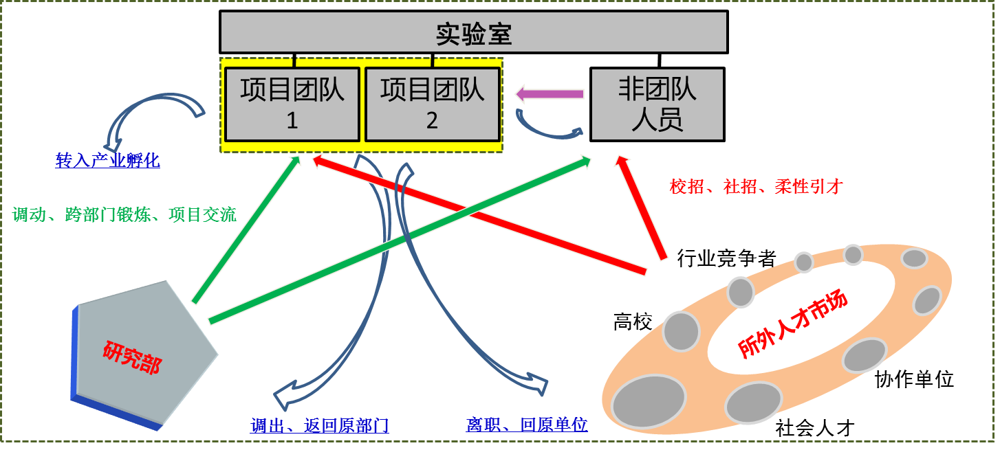 实验室
项目团队
1
项目团队
2
非团队
人员
转入产业孵化
调动、跨部门锻炼、项目交流
校招、社招、柔性引才
行业竞争者
高校
所外人才市场
研究部
协作单位
社会人才
调出、返回原部门
离职、回原单位